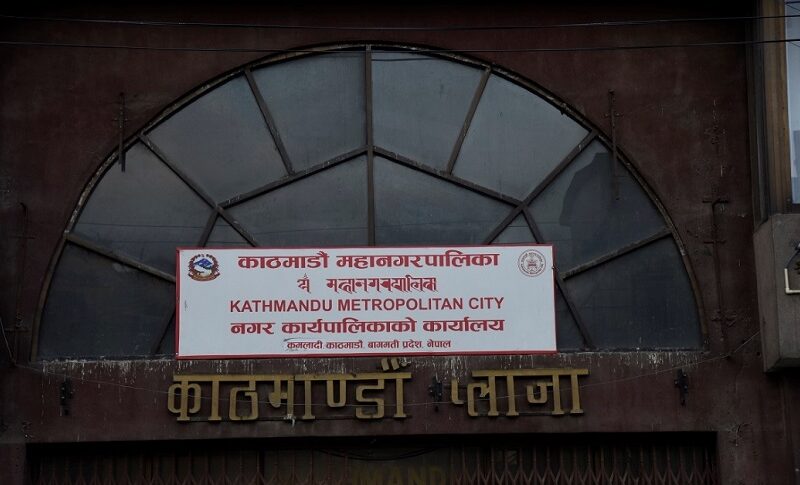 काठमाडौं महानगरपालिका
KATHMANDU METROPOLITAN CITY
नगर कार्यपालिकाको कार्यालय
कमलादी काठमाडौं, बागमती प्रदेश, नेपाल
काठमाण्डौं प्लाजा